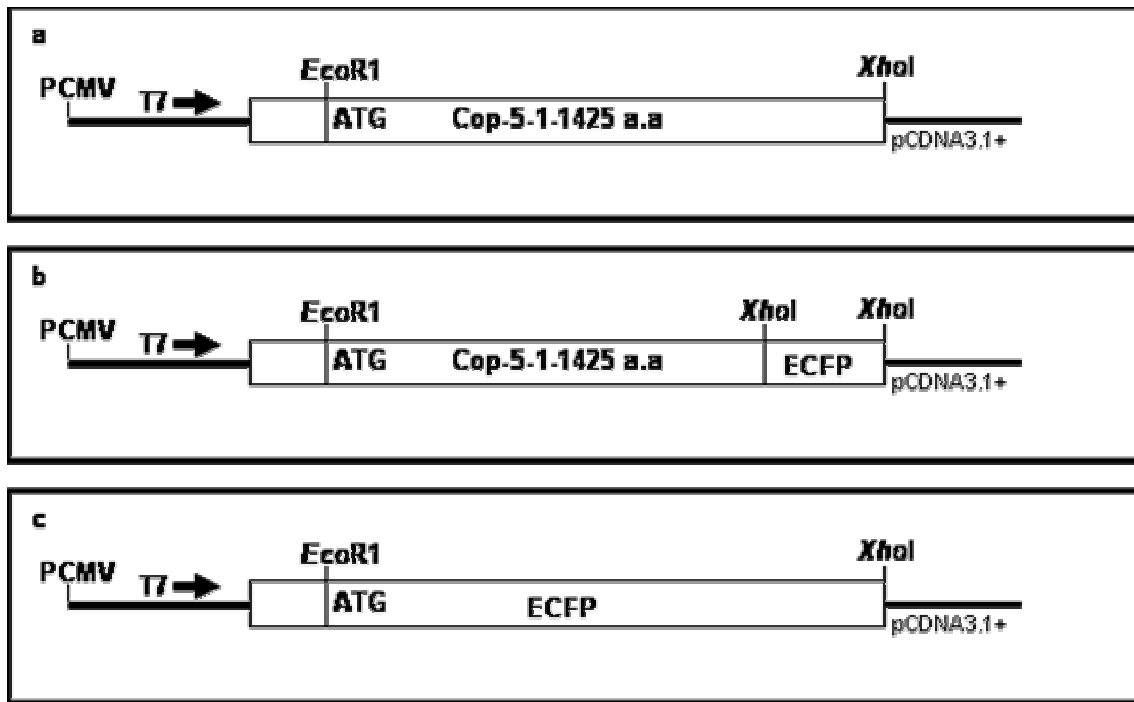 a
EcoR1 XhoI
PCMV T7
ATG Cop-5-1-1425 a.a
pCDNA3.1+
b
EcoR1 XhoI XhoI
PCMV T7
ATG Cop-5-1-1425 a.a ECFP
pCDNA3.1+
c
EcoR1 XhoI
PCMV T7
ATG ECFP
pCDNA3.1+